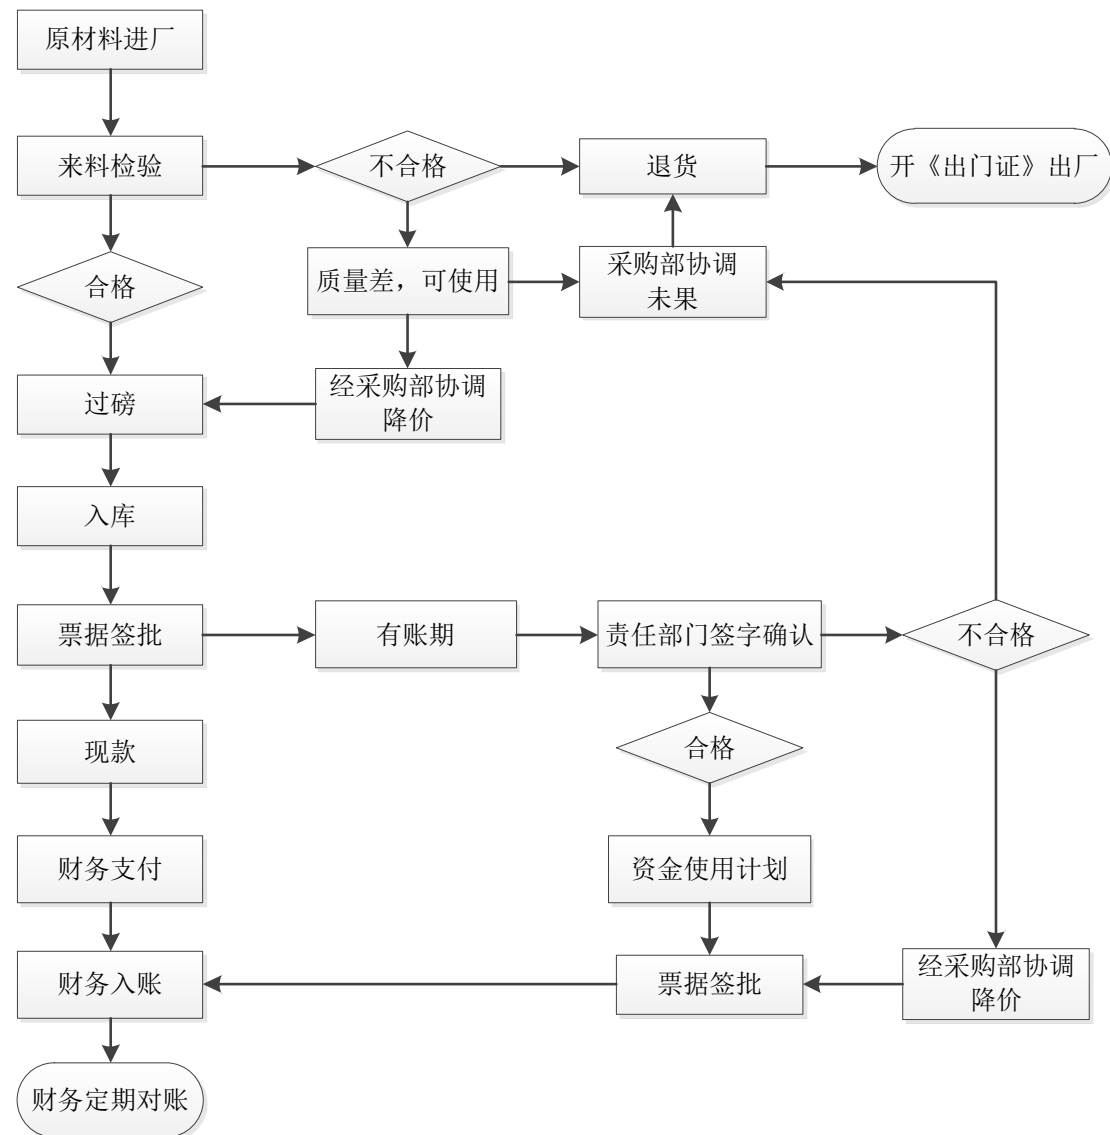 原材料进厂
来料检验
不合格
退货
开《出门证》出厂
合格
质量差，可使用
采购部协调
未果
过磅
经采购部协调
降价
入库
票据签批
有账期
责任部门签字确认
不合格
现款
合格
财务支付
资金使用计划
财务入账
票据签批
经采购部协调
降价
财务定期对账